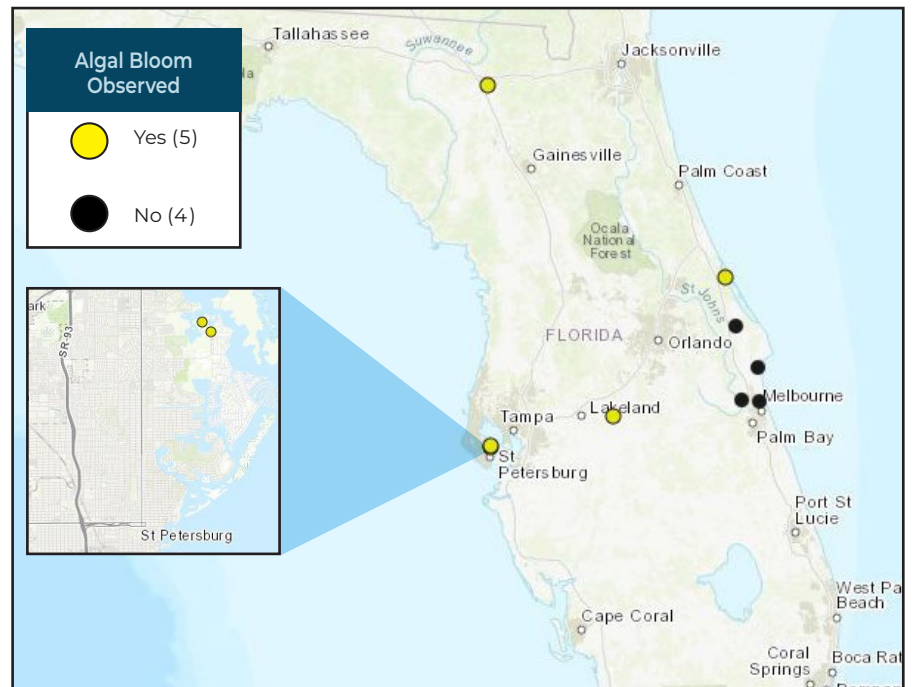 Algal Bloom
Observed
Yes (5)
No (4)
Tallahassee
Suwannee
Jacksonville
Gainesville
Palm Coast
Ocala
National
Forest
St Johns
FLORIDA
Orlando
Melbourne
Palm Bay
Tampa
Lakeland
St
Petersburg
Port St
Lucie
West Pa
Beach
Cape Coral
Coral
Springs
Boca Rat
ark
SR-93
St Petersburg